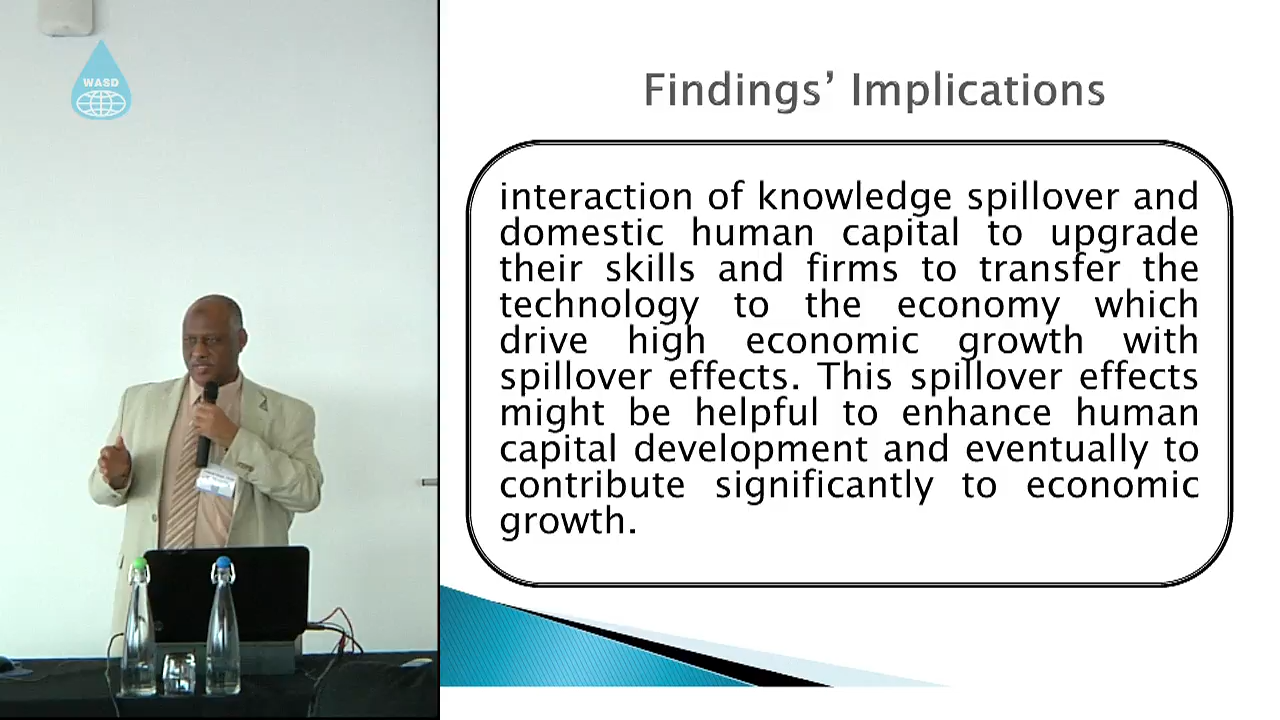 WASD
Findings’ Implications
interaction of knowledge spillover and
domestic human capital to upgrade
their skills and firms to transfer the
technology to the economy which
drive high economic growth with
spillover effects. This spillover effects
might be helpful to enhance human
capital development and eventually to
contribute significantly to economic
growth.